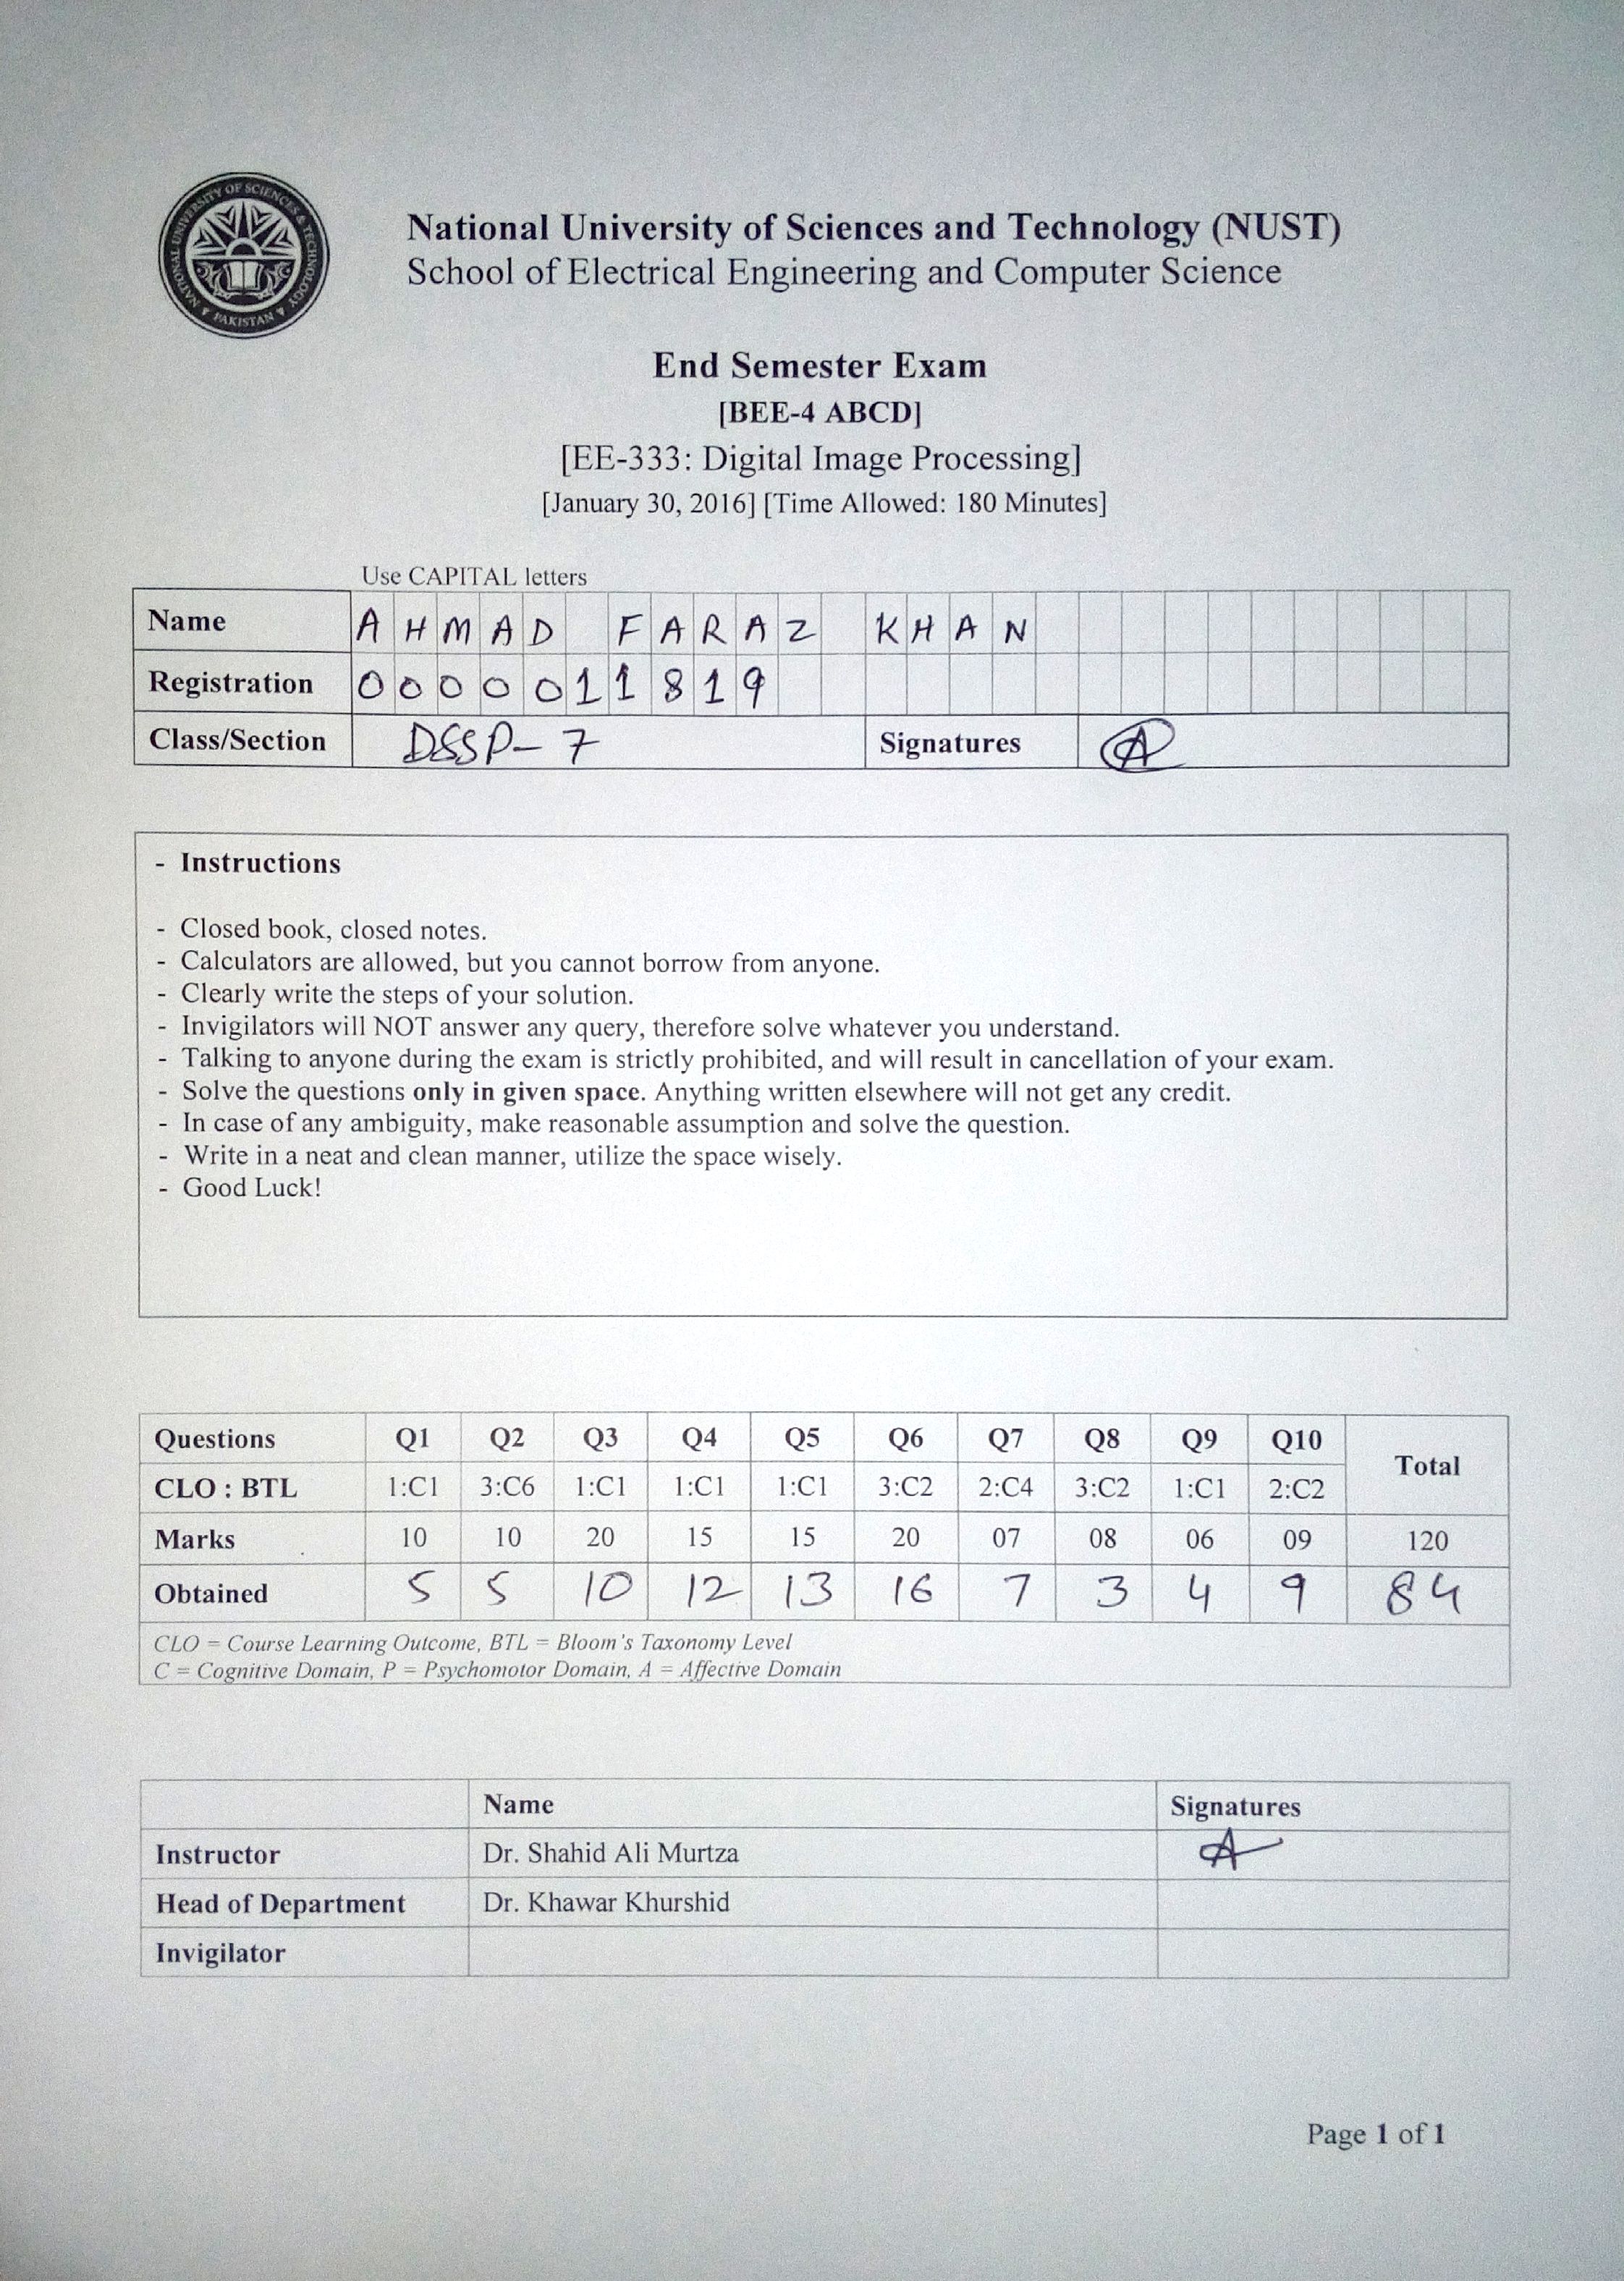 NATIONAL UNIVERSITY OF SCIENCES & TECHNOLOGY
PAKISTAN
National University of Sciences and Technology (NUST)
School of Electrical Engineering and Computer Science
End Semester Exam
[BEE-4 ABCD]
[EE-333: Digital Image Processing]
[January 30, 2016] [Time Allowed: 180 Minutes]
Use CAPITAL letters
Name AHMAD FARAZ KHAN
Registration 0000011819
Class/Section DSSP-7 Signatures A
- Instructions
- Closed book, closed notes.
- Calculators are allowed, but you cannot borrow from anyone.
- Clearly write the steps of your solution.
- Invigilators will NOT answer any query, therefore solve whatever you understand.
- Talking to anyone during the exam is strictly prohibited, and will result in cancellation of your exam.
- Solve the questions only in given space. Anything written elsewhere will not get any credit.
- In case of any ambiguity, make reasonable assumption and solve the question.
- Write in a neat and clean manner, utilize the space wisely.
- Good Luck!
Questions Q1 Q2 Q3 Q4 Q5 Q6 Q7 Q8 Q9 Q10 Total
CLO : BTL 1:C1 3:C6 1:C1 1:C1 1:C1 3:C2 2:C4 3:C2 1:C1 2:C2
Marks 10 10 20 15 15 20 07 08 06 09 120
Obtained 5 5 10 12 13 16 7 3 4 9 84
CLO = Course Learning Outcome, BTL = Bloom's Taxonomy Level
C = Cognitive Domain, P = Psychomotor Domain, A = Affective Domain
Name Signatures
Instructor Dr. Shahid Ali Murtza A
Head of Department Dr. Khawar Khurshid
Invigilator
Page 1 of 1